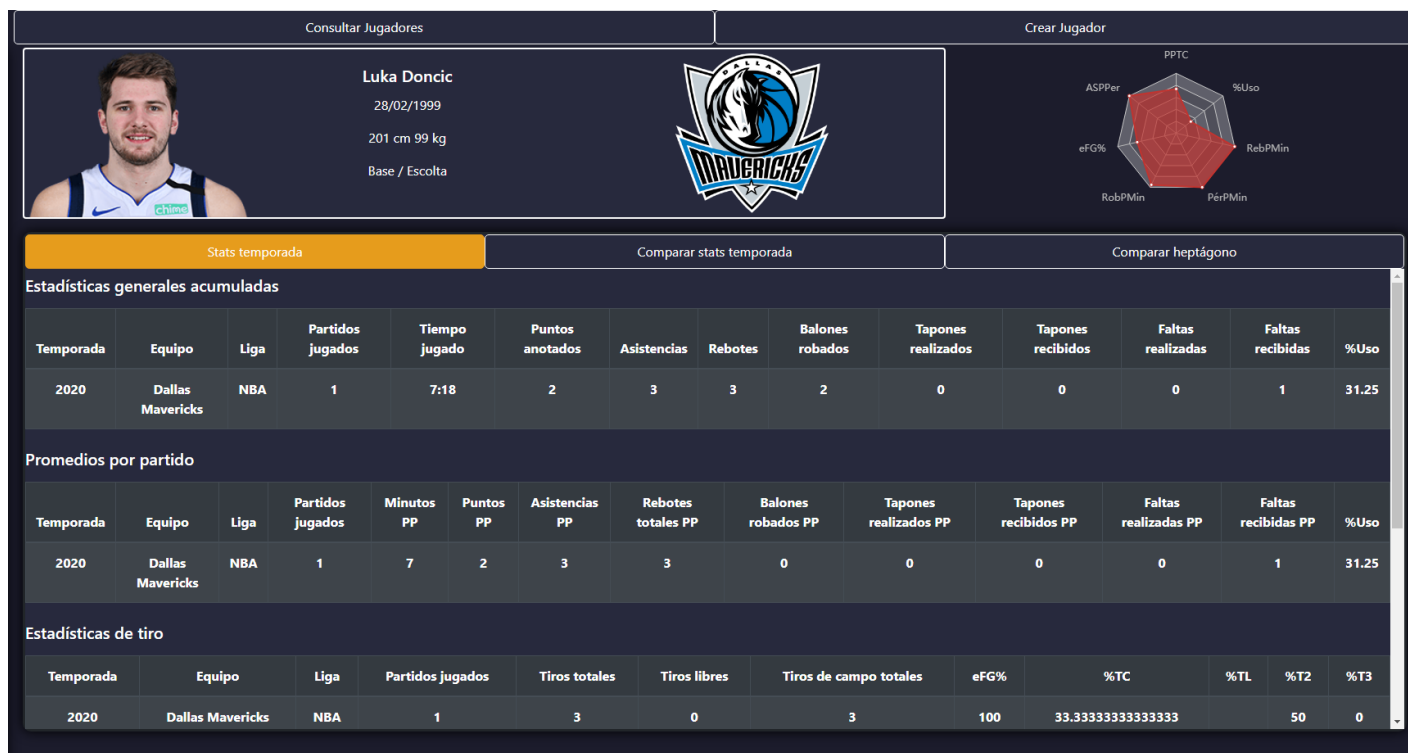 Consultar Jugadores
Crear Jugador
Luka Doncic
28/02/1999
201 cm 99 kg
Base / Escolta
chime
DALLAS
MAVERICKS
PPTC
%Uso
RebPMin
PérPMin
RobPMin
eFG%
ASPPer
Stats temporada
Comparar stats temporada
Comparar heptágono
Estadísticas generales acumuladas
Temporada Equipo Liga Partidos jugados Tiempo jugado Puntos anotados Asistencias Rebotes Balones robados Tapones realizados Tapones recibidos Faltas realizadas Faltas recibidas %Uso
2020 Dallas Mavericks NBA 1 7:18 2 3 3 2 0 0 0 1 31.25
Promedios por partido
Temporada Equipo Liga Partidos jugados Minutos PP Puntos PP Asistencias PP Rebotes totales PP Balones robados PP Tapones realizados PP Tapones recibidos PP Faltas realizadas PP Faltas recibidas PP %Uso
2020 Dallas Mavericks NBA 1 7 2 3 3 0 0 0 0 1 31.25
Estadísticas de tiro
Temporada Equipo Liga Partidos jugados Tiros totales Tiros libres Tiros de campo totales eFG% %TC %TL %T2 %T3
2020 Dallas Mavericks NBA 1 3 0 3 100 33.33333333333333 50 0